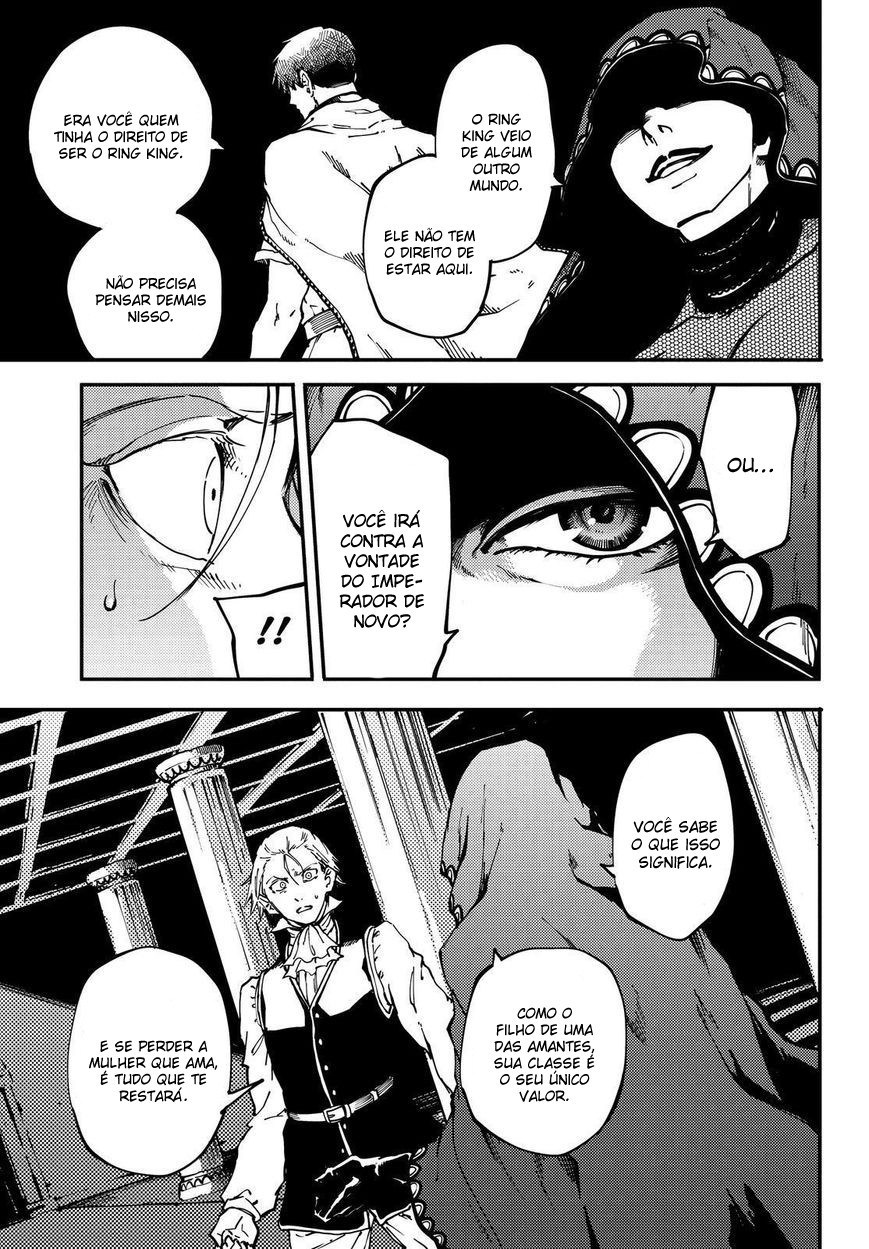 O RING
KING VEIO
DE ALGUM
OUTRO
MUNDO.
ELE NÃO TEM
O DIREITO DE
ESTAR AQUI.
ERA VOCÊ QUEM
TINHA O DIREITO DE
SER O RING KING.
NÃO PRECISA
PENSAR DEMAIS
NISSO.
OU...
VOCÊ IRÁ
CONTRA A
VONTADE
DO IMPE-
RADOR DE
NOVO?
!!
VOCÊ SABE
O QUE ISSO
SIGNIFICA.
COMO O
FILHO DE UMA
DAS AMANTES,
SUA CLASSE É
O SEU ÚNICO
VALOR.
E SE PERDER A
MULHER QUE AMA,
É TUDO QUE TE
RESTARÁ.